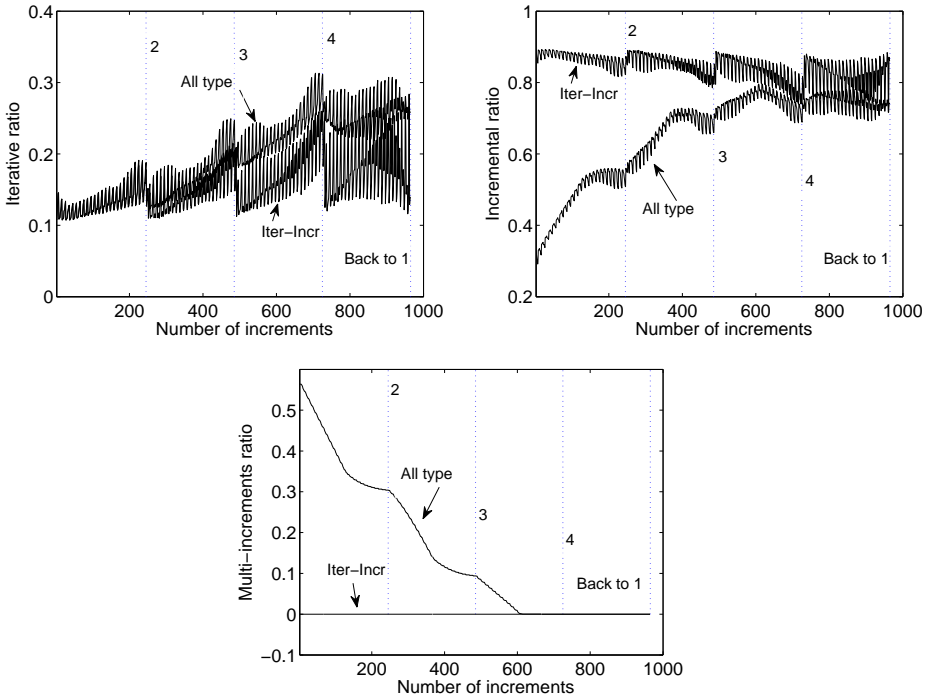 0.4
0.3
0.2
0.1
0
Iterative ratio
2
3
4
All type
Iter−Incr
Back to 1
200
400
600
800
1000
Number of increments
1
0.8
0.6
0.4
0.2
Incremental ratio
2
Iter−Incr
3
All type
4
Back to 1
200
400
600
800
1000
Number of increments
0.5
0.4
0.3
0.2
0.1
0
−0.1
Multi−increments ratio
2
All type
3
4
Iter−Incr
Back to 1
200
400
600
800
1000
Number of increments